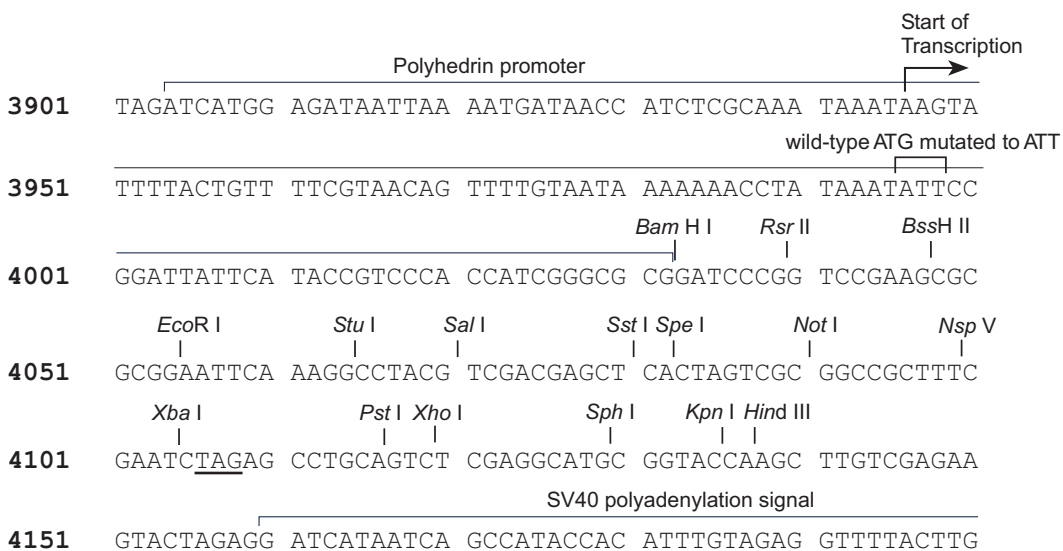 Start of
Transcription
Polyhedrin promoter
3901 TAGATCATGG AGATAATTAA AATGATAACC ATCTCGCAAA TAAATAAGTA
wild-type ATG mutated to ATT
3951 TTTTACTGTT TTCGTAACAG TTTTGTAATA AAAAAACCTA TAAATATTCC
Bam H I Rsr II BssH II
4001 GGATTATTCA TACCGTCCCA CCATCGGGCG CGGATCCCGG TCCGAAGCGC
EcoR I Stu I Sal I Sst I Spe I Not I Nsp V
4051 GCGGAATTCA AAGGCCTACG TCGACGAGCT CACTAGTCGC GGCCGCTTTC
Xba I Pst I Xho I Sph I Kpn I Hind III
4101 GAATCTAGAG CCTGCAGTCT CGAGGCATGC GGTACCAAGC TTGTCGAGAA
SV40 polyadenylation signal
4151 GTACTAGAGG ATCATAATCA GCCATACCAC ATTTGTAGAG GTTTTACTTG